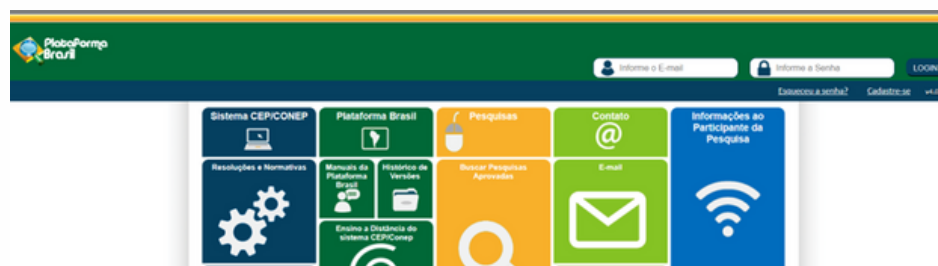 Plataforma
Brasil
Informe o E-mail
Informe a Senha
LOGIN
Esqueceu a senha?
Cadastre-se
Sistema CEP/CONEP
Plataforma Brasil
Pesquisas
Contato
@
Informações ao
Participante da
Pesquisa
Resoluções e Normativas
Manuais da
Plataforma
Brasil
Histórico de
Versões
Buscar Pesquisas
Aprovadas
E-mail
Ensino a Distância do
sistema CEP/Conep